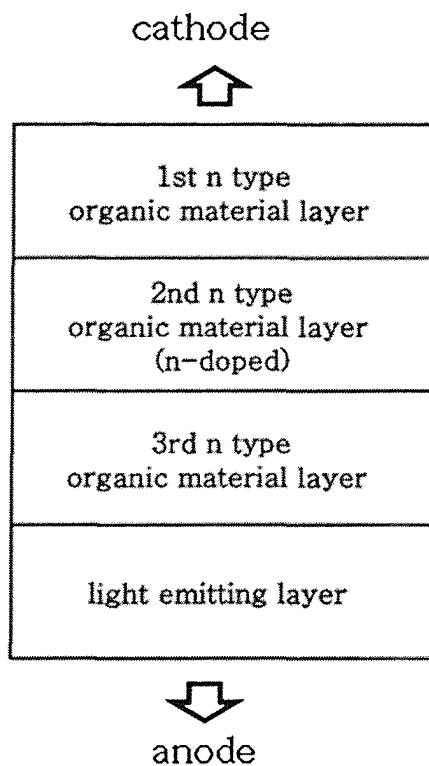 cathode
1st n type
organic material layer
2nd n type
organic material layer
(n-doped)
3rd n type
organic material layer
light emitting layer
anode